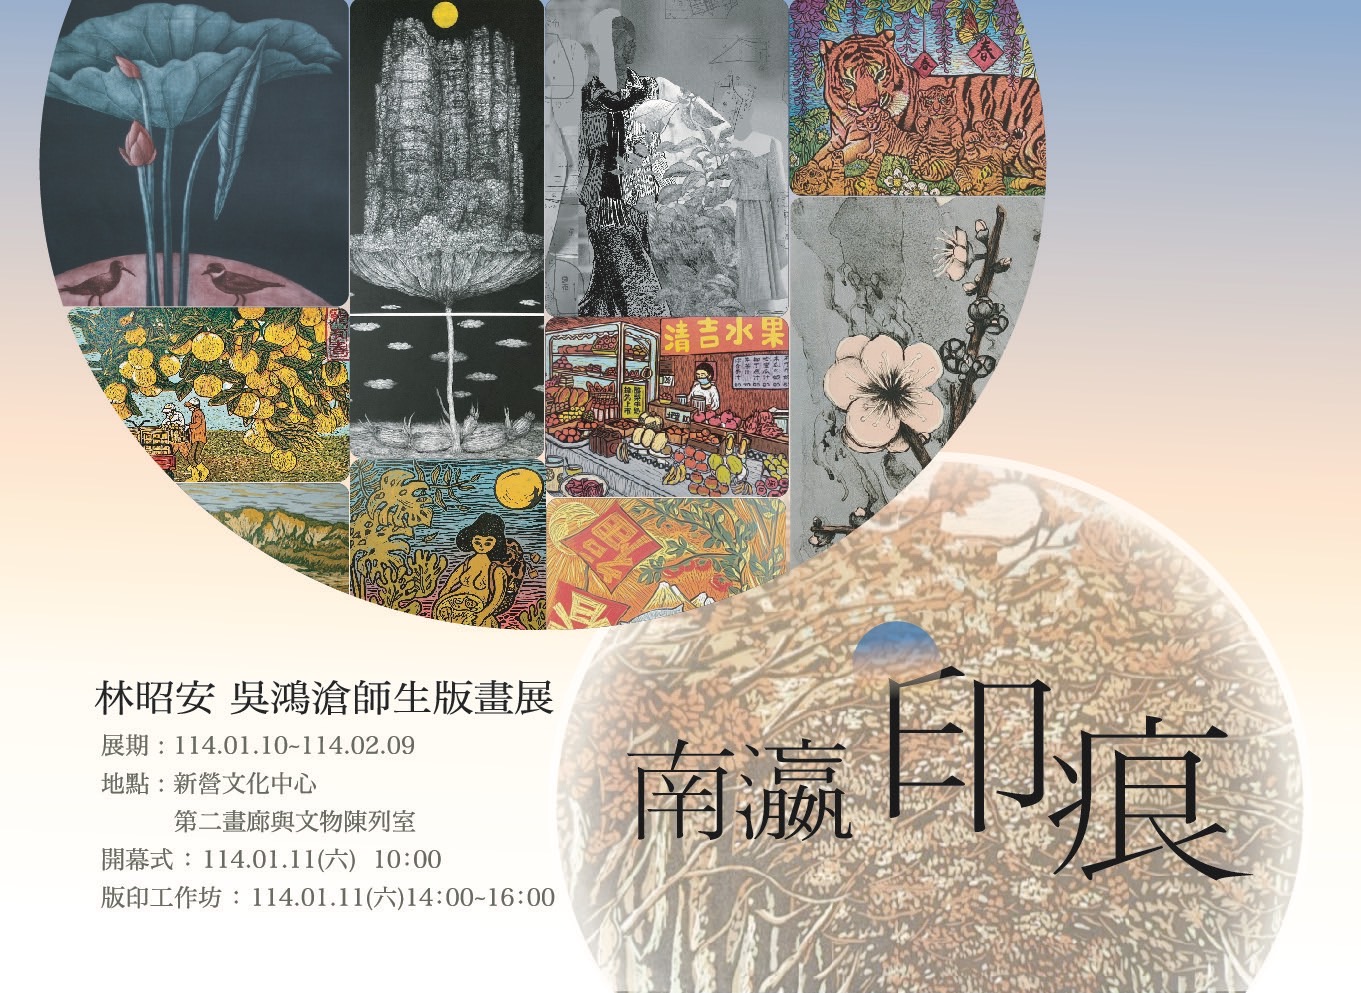 春
春
清吉水果
福
林昭安 吳鴻滄師生版畫展
展期：114.01.10~114.02.09
地點：新營文化中心
第二畫廊與文物陳列室
開幕式：114.01.11(六) 10:00
版印工作坊：114.01.11(六)14:00~16:00
南瀛 印痕